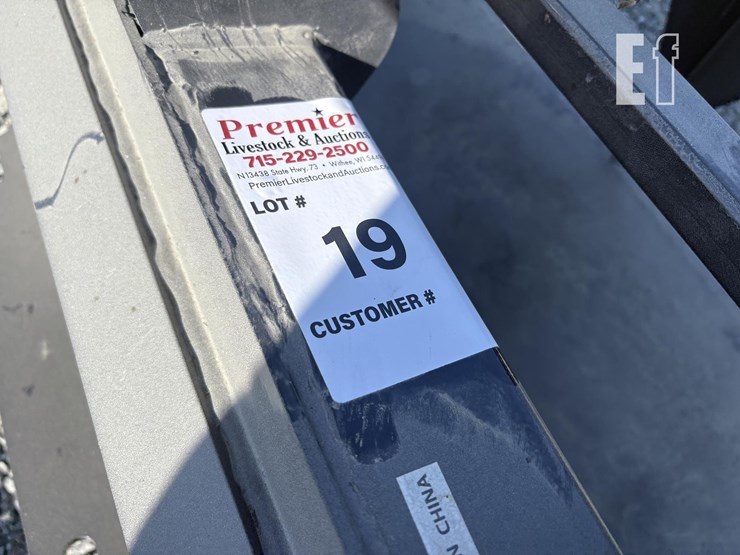 Ef
Premier
Livestock & Auctions
715-229-2500
N13438 State Hwy. 73 • Withee, WI
PremierLivestockandAuctions.c
LOT #
19
CUSTOMER #
N CHINA